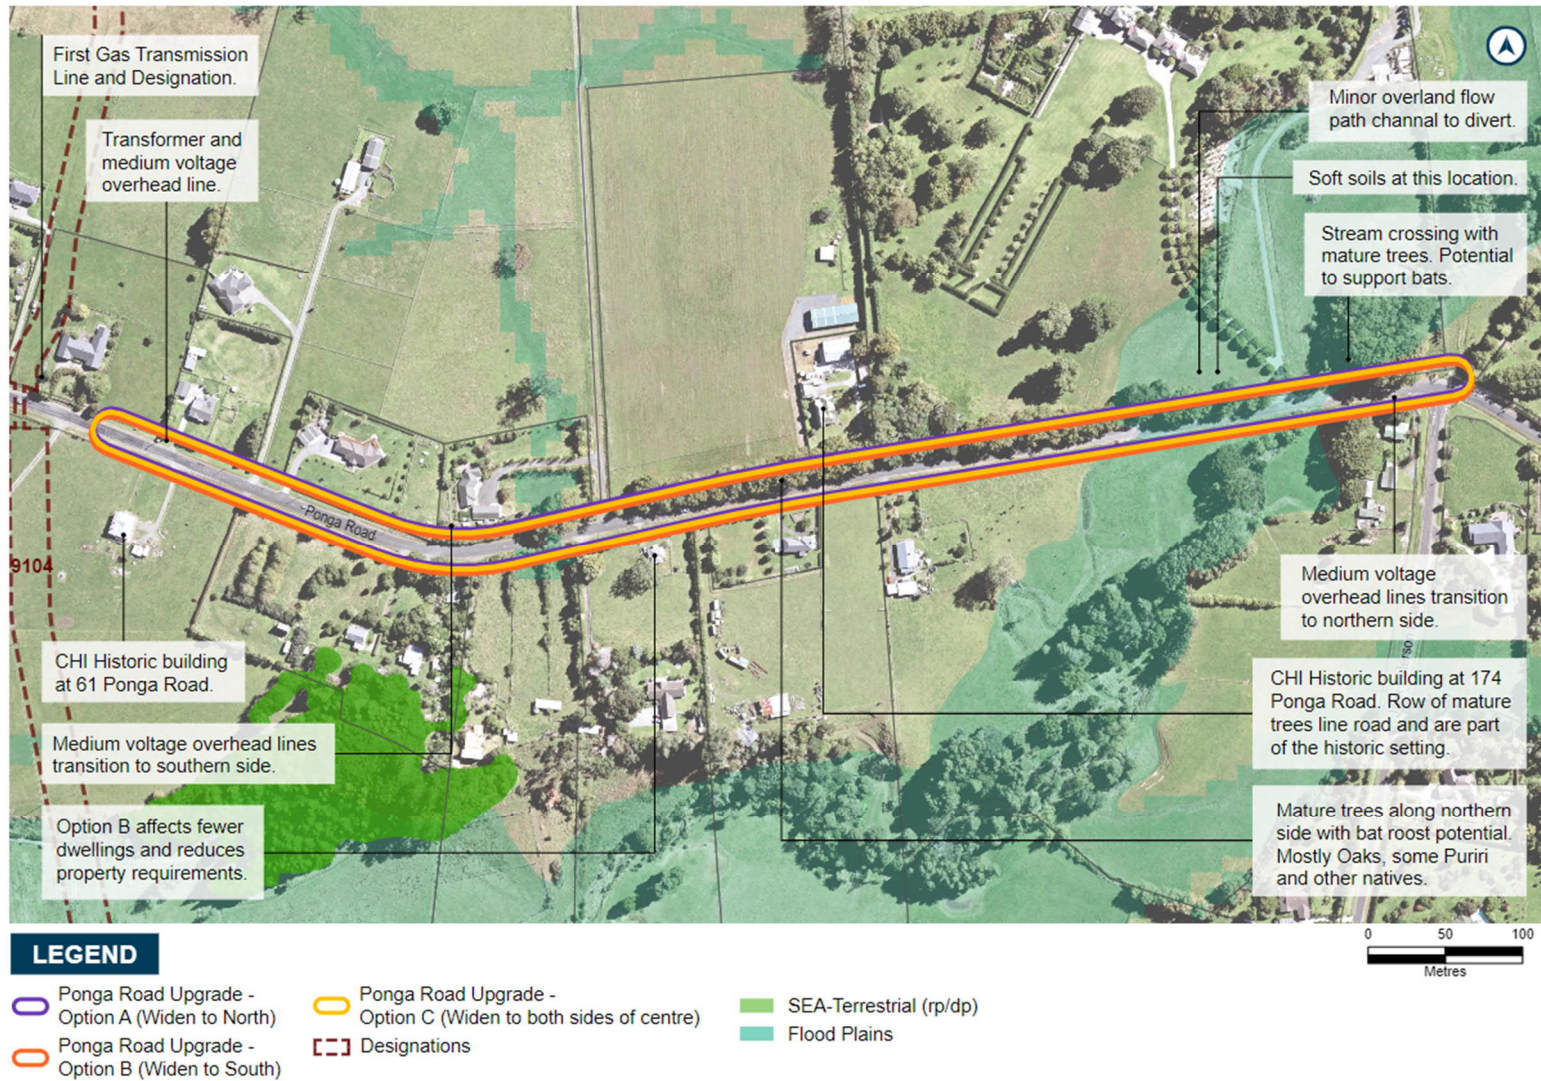 First Gas Transmission
Line and Designation.
Transformer and
medium voltage
overhead line.
Minor overland flow
path channal to divert.
Soft soils at this location.
Stream crossing with
mature trees. Potential
to support bats.
Ponga Road
9104
CHI Historic building
at 61 Ponga Road.
Medium voltage overhead lines
transition to southern side.
Option B affects fewer
dwellings and reduces
property requirements.
Medium voltage
overhead lines transition
to northern side.
CHI Historic building at 174
Ponga Road. Row of mature
trees line road and are part
of the historic setting.
Mature trees along northern
side with bat roost potential.
Mostly Oaks, some Puriri
and other natives.
0 50 100
Metres
LEGEND
Ponga Road Upgrade -
Option A (Widen to North)
Ponga Road Upgrade -
Option B (Widen to South)
Ponga Road Upgrade -
Option C (Widen to both sides of centre)
Designations
SEA-Terrestrial (rp/dp)
Flood Plains